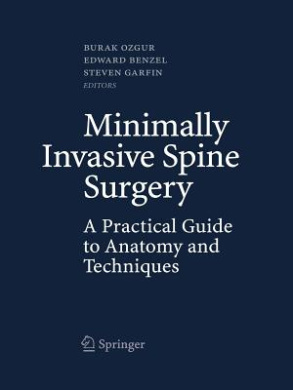 BURAK OZGUR
EDWARD BENZEL
STEVEN GARFIN
EDITORS
Minimally
Invasive Spine
Surgery
A Practical Guide
to Anatomy and
Techniques
Springer